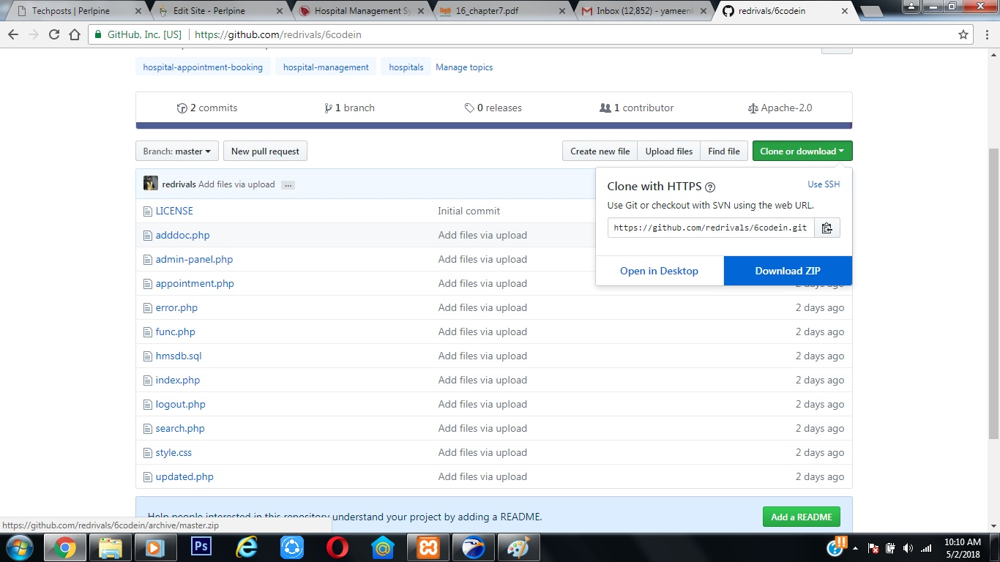 Techposts | Perlpine
Edit Site - Perlpine
Hospital Management Sy
16_chapter7.pdf
Inbox (12,852) - yameenk
redrivals/6codein
GitHub, Inc. [US] https://github.com/redrivals/6codein
hospital-appointment-booking hospital-management hospitals Manage topics
2 commits 1 branch 0 releases 1 contributor Apache-2.0
Branch: master New pull request Create new file Upload files Find file Clone or download
redrivals Add files via upload ...
Clone with HTTPS ? Use SSH
Use Git or checkout with SVN using the web URL.
https://github.com/redrivals/6codein.git
Open in Desktop Download ZIP
LICENSE Initial commit
adddoc.php Add files via upload
admin-panel.php Add files via upload
appointment.php Add files via upload 2 days ago
error.php Add files via upload 2 days ago
func.php Add files via upload 2 days ago
hmsdb.sql Add files via upload 2 days ago
index.php Add files via upload 2 days ago
logout.php Add files via upload 2 days ago
search.php Add files via upload 2 days ago
style.css Add files via upload 2 days ago
updated.php Add files via upload 2 days ago
Help people interested in this repository understand your project by adding a README. Add a README
https://github.com/redrivals/6codein/archive/master.zip
Ps
10:10 AM
5/2/2018